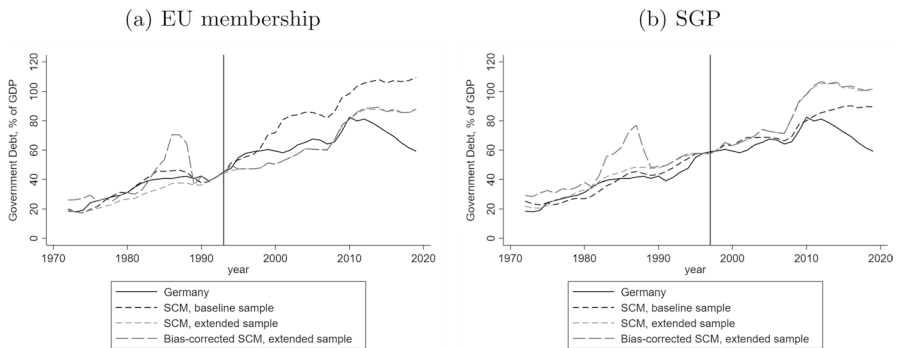 (a) EU membership
Government Debt, % of GDP
120
100
80
60
40
20
0
1970 1980 1990 2000 2010 2020
year
Germany
SCM, baseline sample
SCM, extended sample
Bias-corrected SCM, extended sample
(b) SGP
Government Debt, % of GDP
120
100
80
60
40
20
0
1970 1980 1990 2000 2010 2020
year
Germany
SCM, baseline sample
SCM, extended sample
Bias-corrected SCM, extended sample